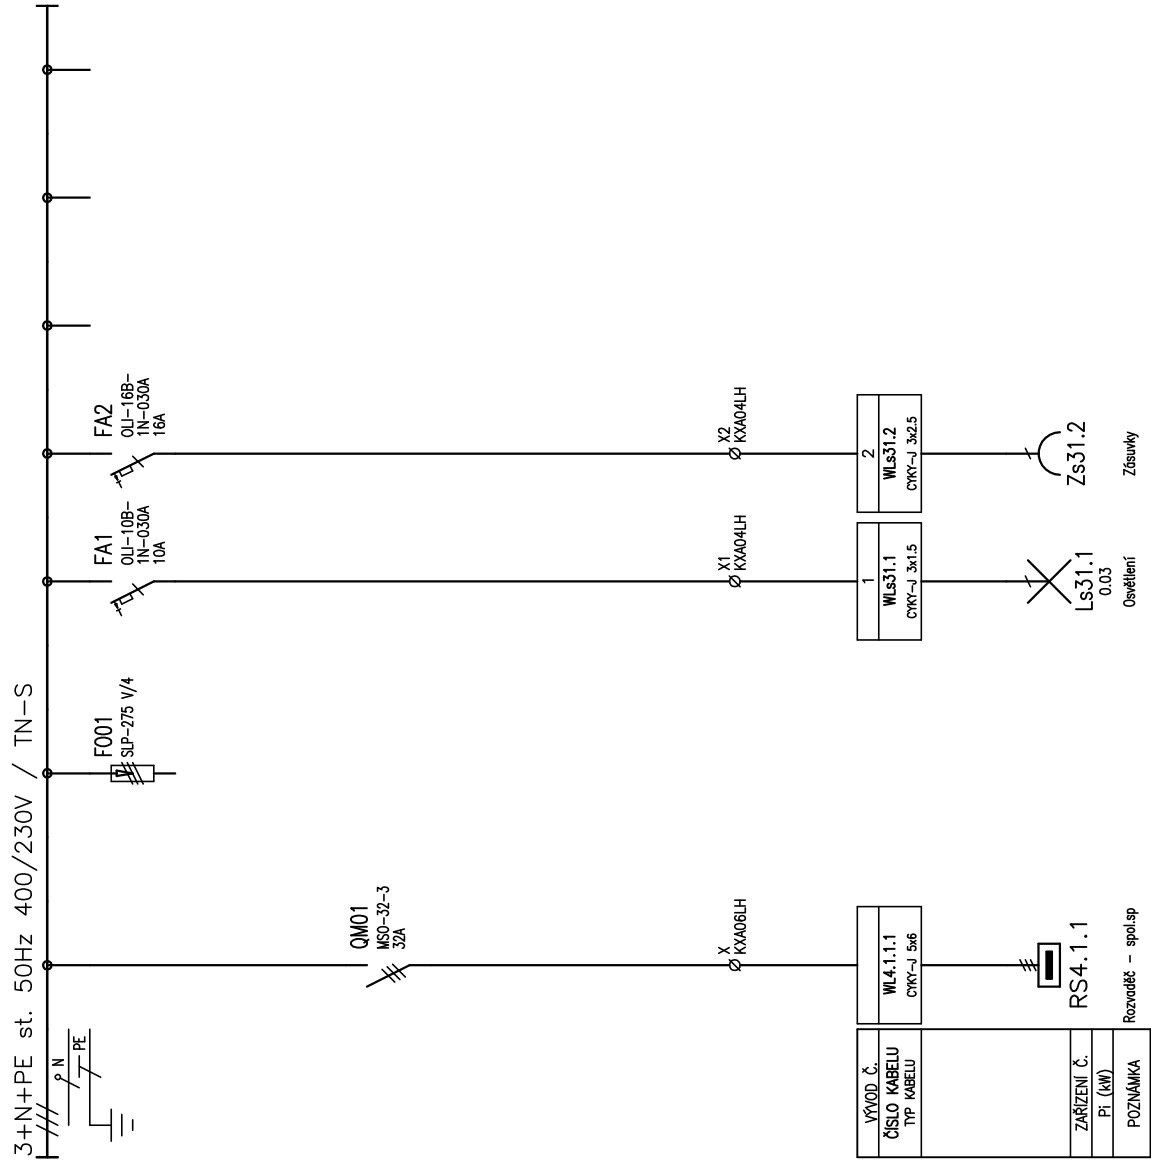 3+N+PE st. 50Hz 400/230V / TN-S
N
PE
QM01
MSO-32-3
32A
F001
SLP-275 V/4
FA1
OLI-10B-
1N-030A
10A
FA2
OLI-16B-
1N-030A
16A
X
KXA06LH
X1
KXA04LH
X2
KXA04LH
VÝVOD Č.
ČÍSLO KABELU
TYP KABELU
WL4.1.1.1
CYKY-J 5x6
1
WLs31.1
CYKY-J 3x1.5
2
WLs31.2
CYKY-J 3x2.5
ZAŘÍZENÍ Č.
Pi (kW)
POZNÁMKA
RS4.1.1
Rozvaděč - spol.sp
Ls31.1
0.03
Osvětlení
Zs31.2
Zásuvky